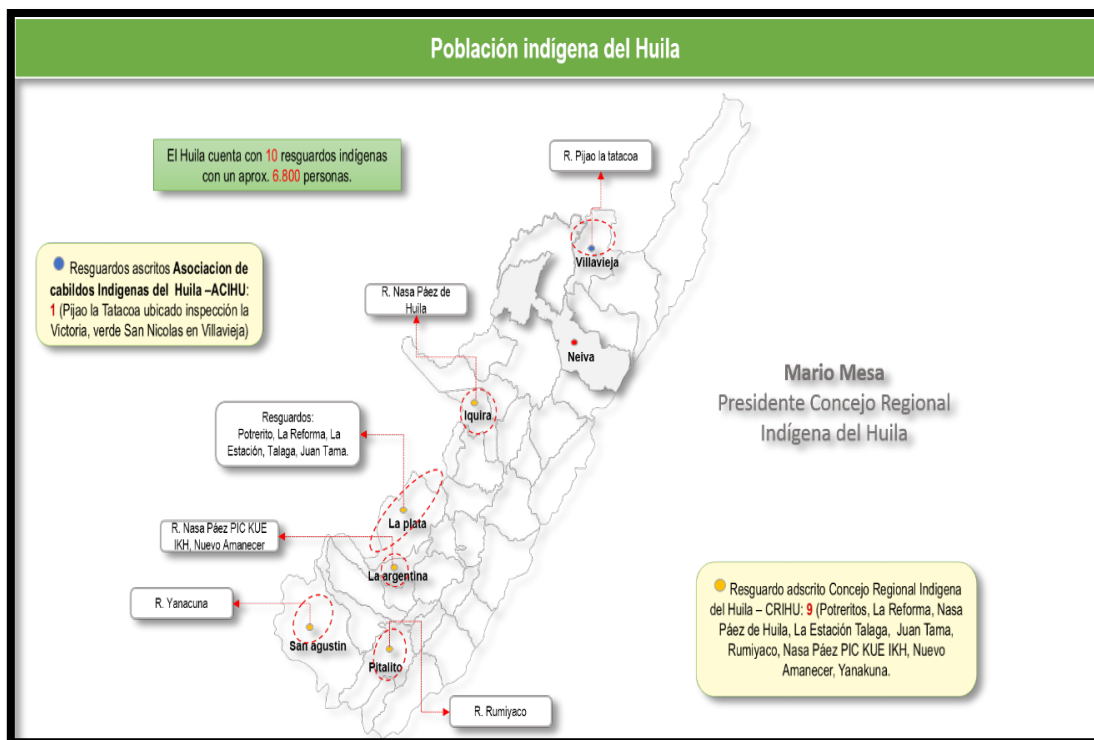 Población indígena del Huila
El Huila cuenta con 10 resguardos indígenas
con un aprox. 6.800 personas.
R. Pijao la tatacoa
Villavieja
Resguardos ascritos Asociacion de
cabildos Indigenas del Huila –ACIHU:
1 (Pijao la Tatacoa ubicado inspección la
Victoria, verde San Nicolas en Villavieja)
R. Nasa Páez de
Huila
Neiva
Mario Mesa
Presidente Concejo Regional
Indígena del Huila
Iquira
Resguardos:
Potrerito, La Reforma, La
Estación, Talaga, Juan Tama.
La plata
R. Nasa Páez PIC KUE
IKH, Nuevo Amanecer
La argentina
R. Yanacuna
San agustin
Pitalito
R. Rumiyaco
Resguardo adscrito Concejo Regional Indigena
del Huila – CRIHU: 9 (Potreritos, La Reforma, Nasa
Páez de Huila, La Estación Talaga, Juan Tama,
Rumiyaco, Nasa Páez PIC KUE IKH, Nuevo
Amanecer, Yanakuna.